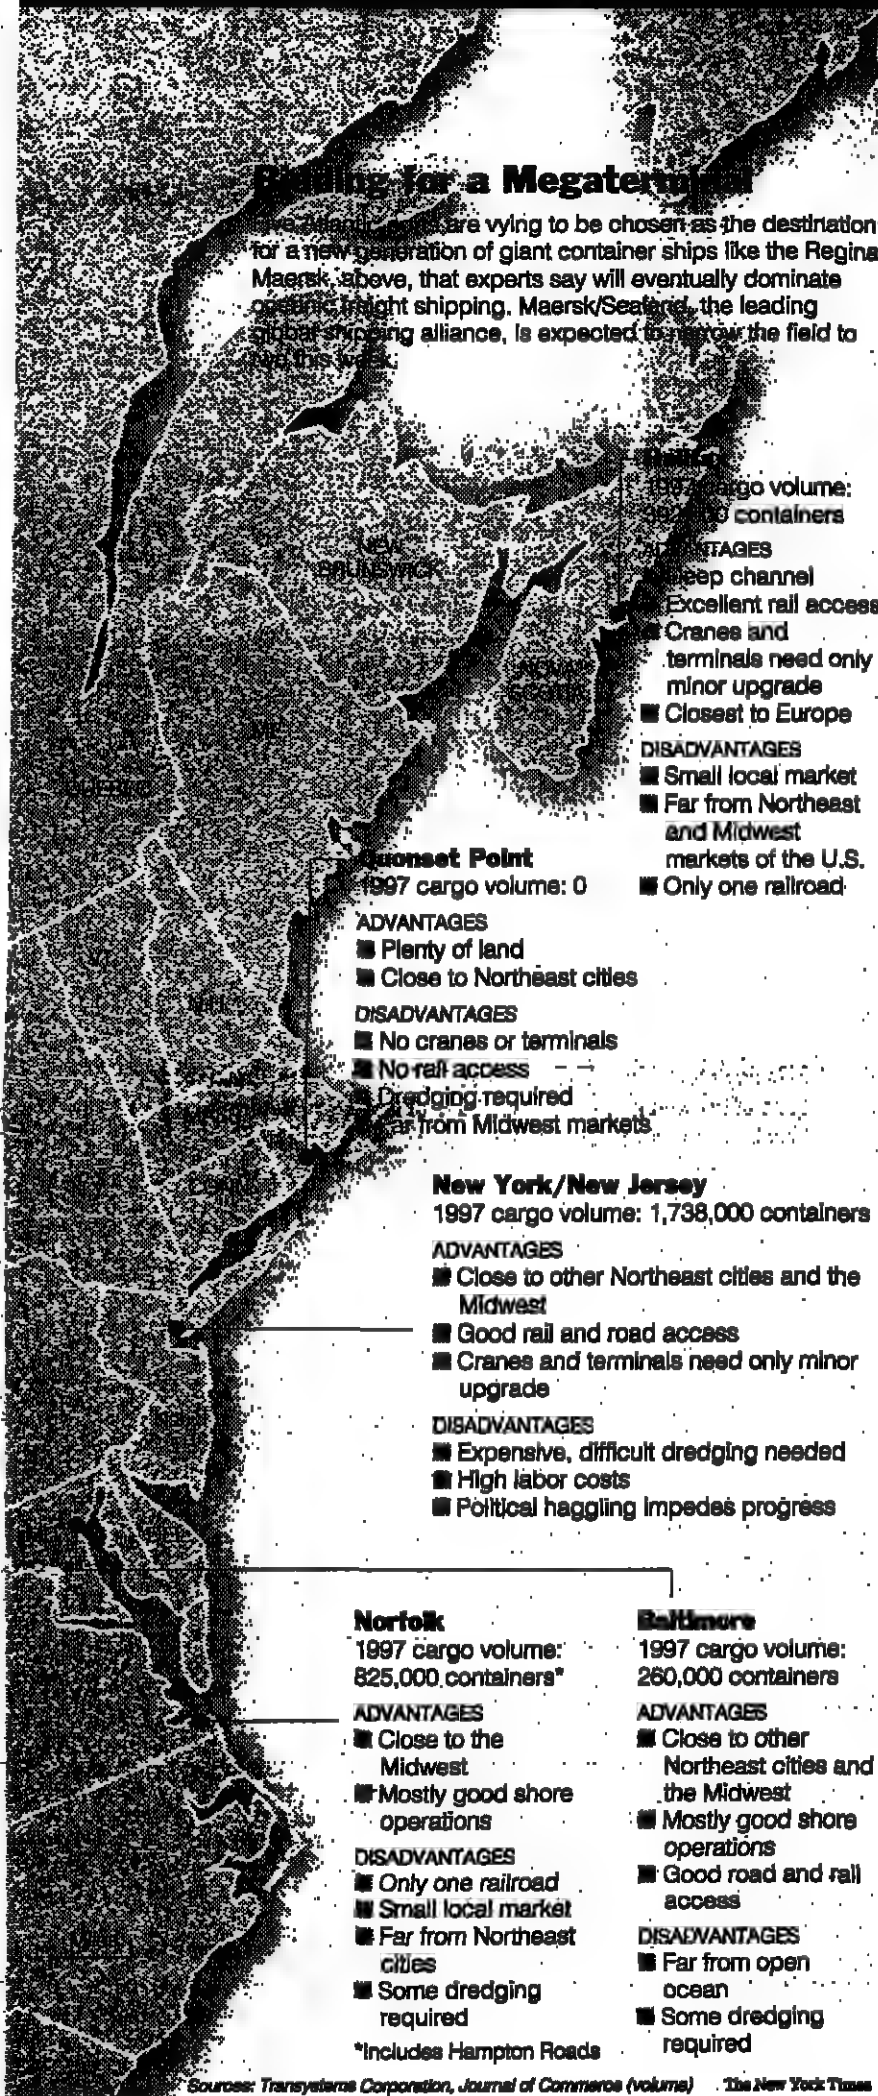 Bidding for a Megaterminal
are vying to be chosen as the destination
for a new generation of giant container ships like the Regina
Maersk, above, that experts say will eventually dominate
freight shipping. Maersk/Sealand, the leading
global shipping alliance, is expected to narrow the field to
this
Halifax
cargo volume:
containers
ADVANTAGES
■ Deep channel
■ Excellent rail access
■ Cranes and
terminals need only
minor upgrade
■ Closest to Europe
DISADVANTAGES
■ Small local market
■ Far from Northeast
and Midwest
markets of the U.S.
■ Only one railroad
NEW
BRUNSWICK
NOVA
SCOTIA
ME.
VT.
N.H.
Quonset Point
1997 cargo volume: 0
ADVANTAGES
■ Plenty of land
■ Close to Northeast cities
DISADVANTAGES
■ No cranes or terminals
■ No rail access
■ Dredging required
■ Far from Midwest markets
New York/New Jersey
1997 cargo volume: 1,738,000 containers
ADVANTAGES
■ Close to other Northeast cities and the
Midwest
■ Good rail and road access
■ Cranes and terminals need only minor
upgrade
DISADVANTAGES
■ Expensive, difficult dredging needed
■ High labor costs
■ Political haggling impedes progress
Norfolk
1997 cargo volume:
825,000 containers*
ADVANTAGES
■ Close to the
Midwest
■ Mostly good shore
operations
DISADVANTAGES
■ Only one railroad
■ Small local market
■ Far from Northeast
cities
■ Some dredging
required
*Includes Hampton Roads
Baltimore
1997 cargo volume:
260,000 containers
ADVANTAGES
■ Close to other
Northeast cities and
the Midwest
■ Mostly good shore
operations
■ Good road and rail
access
DISADVANTAGES
■ Far from open
ocean
■ Some dredging
required
Sources: Transystems Corporation, Journal of Commerce (volume)
The New York Times